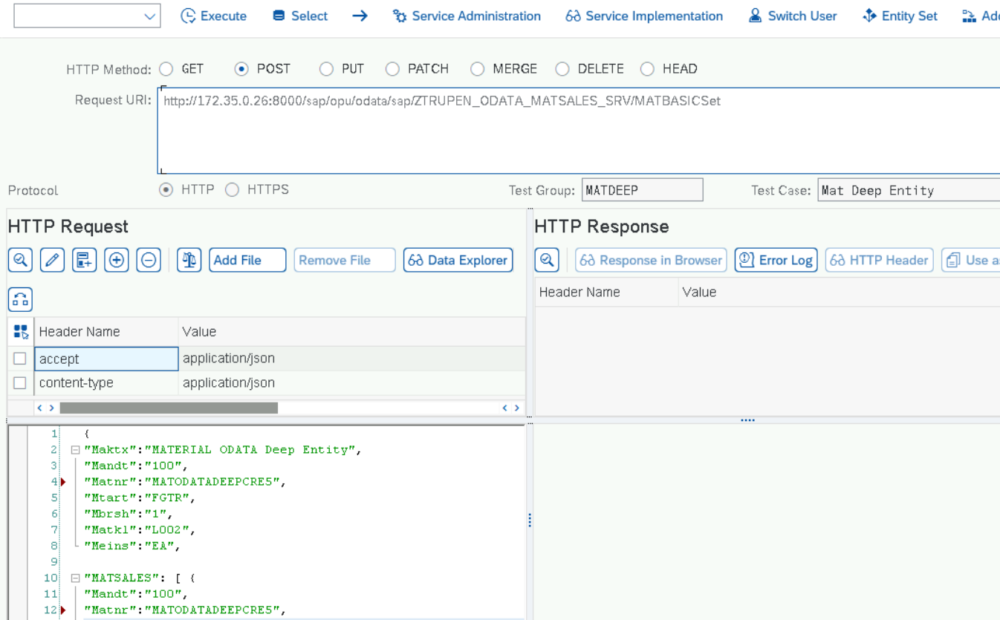 Execute Select Service Administration Service Implementation Switch User Entity Set
HTTP Method: GET POST PUT PATCH MERGE DELETE HEAD
Request URI: http://172.35.0.26:8000/sap/opu/odata/sap/ZTRUPEN_ODATA_MATSALES_SRV/MATBASICSet
Protocol HTTP HTTPS Test Group: MATDEEP Test Case: Mat Deep Entity
HTTP Request
Add File Remove File Data Explorer
Header Name Value
accept application/json
content-type application/json
HTTP Response
Response in Browser Error Log HTTP Header Use
Header Name Value
1 {
2 "Maktx":"MATERIAL ODATA Deep Entity",
3 "Mandt":"100",
4 "Matnr":"MATODATADEEPCRE5",
5 "Mtart":"FGTR",
6 "Mbrsh":"1",
7 "Matkl":"L002",
8 "Meins":"EA",
9
10 "MATSALES": [ {
11 "Mandt":"100",
12 "Matnr":"MATODATADEEPCRE5",